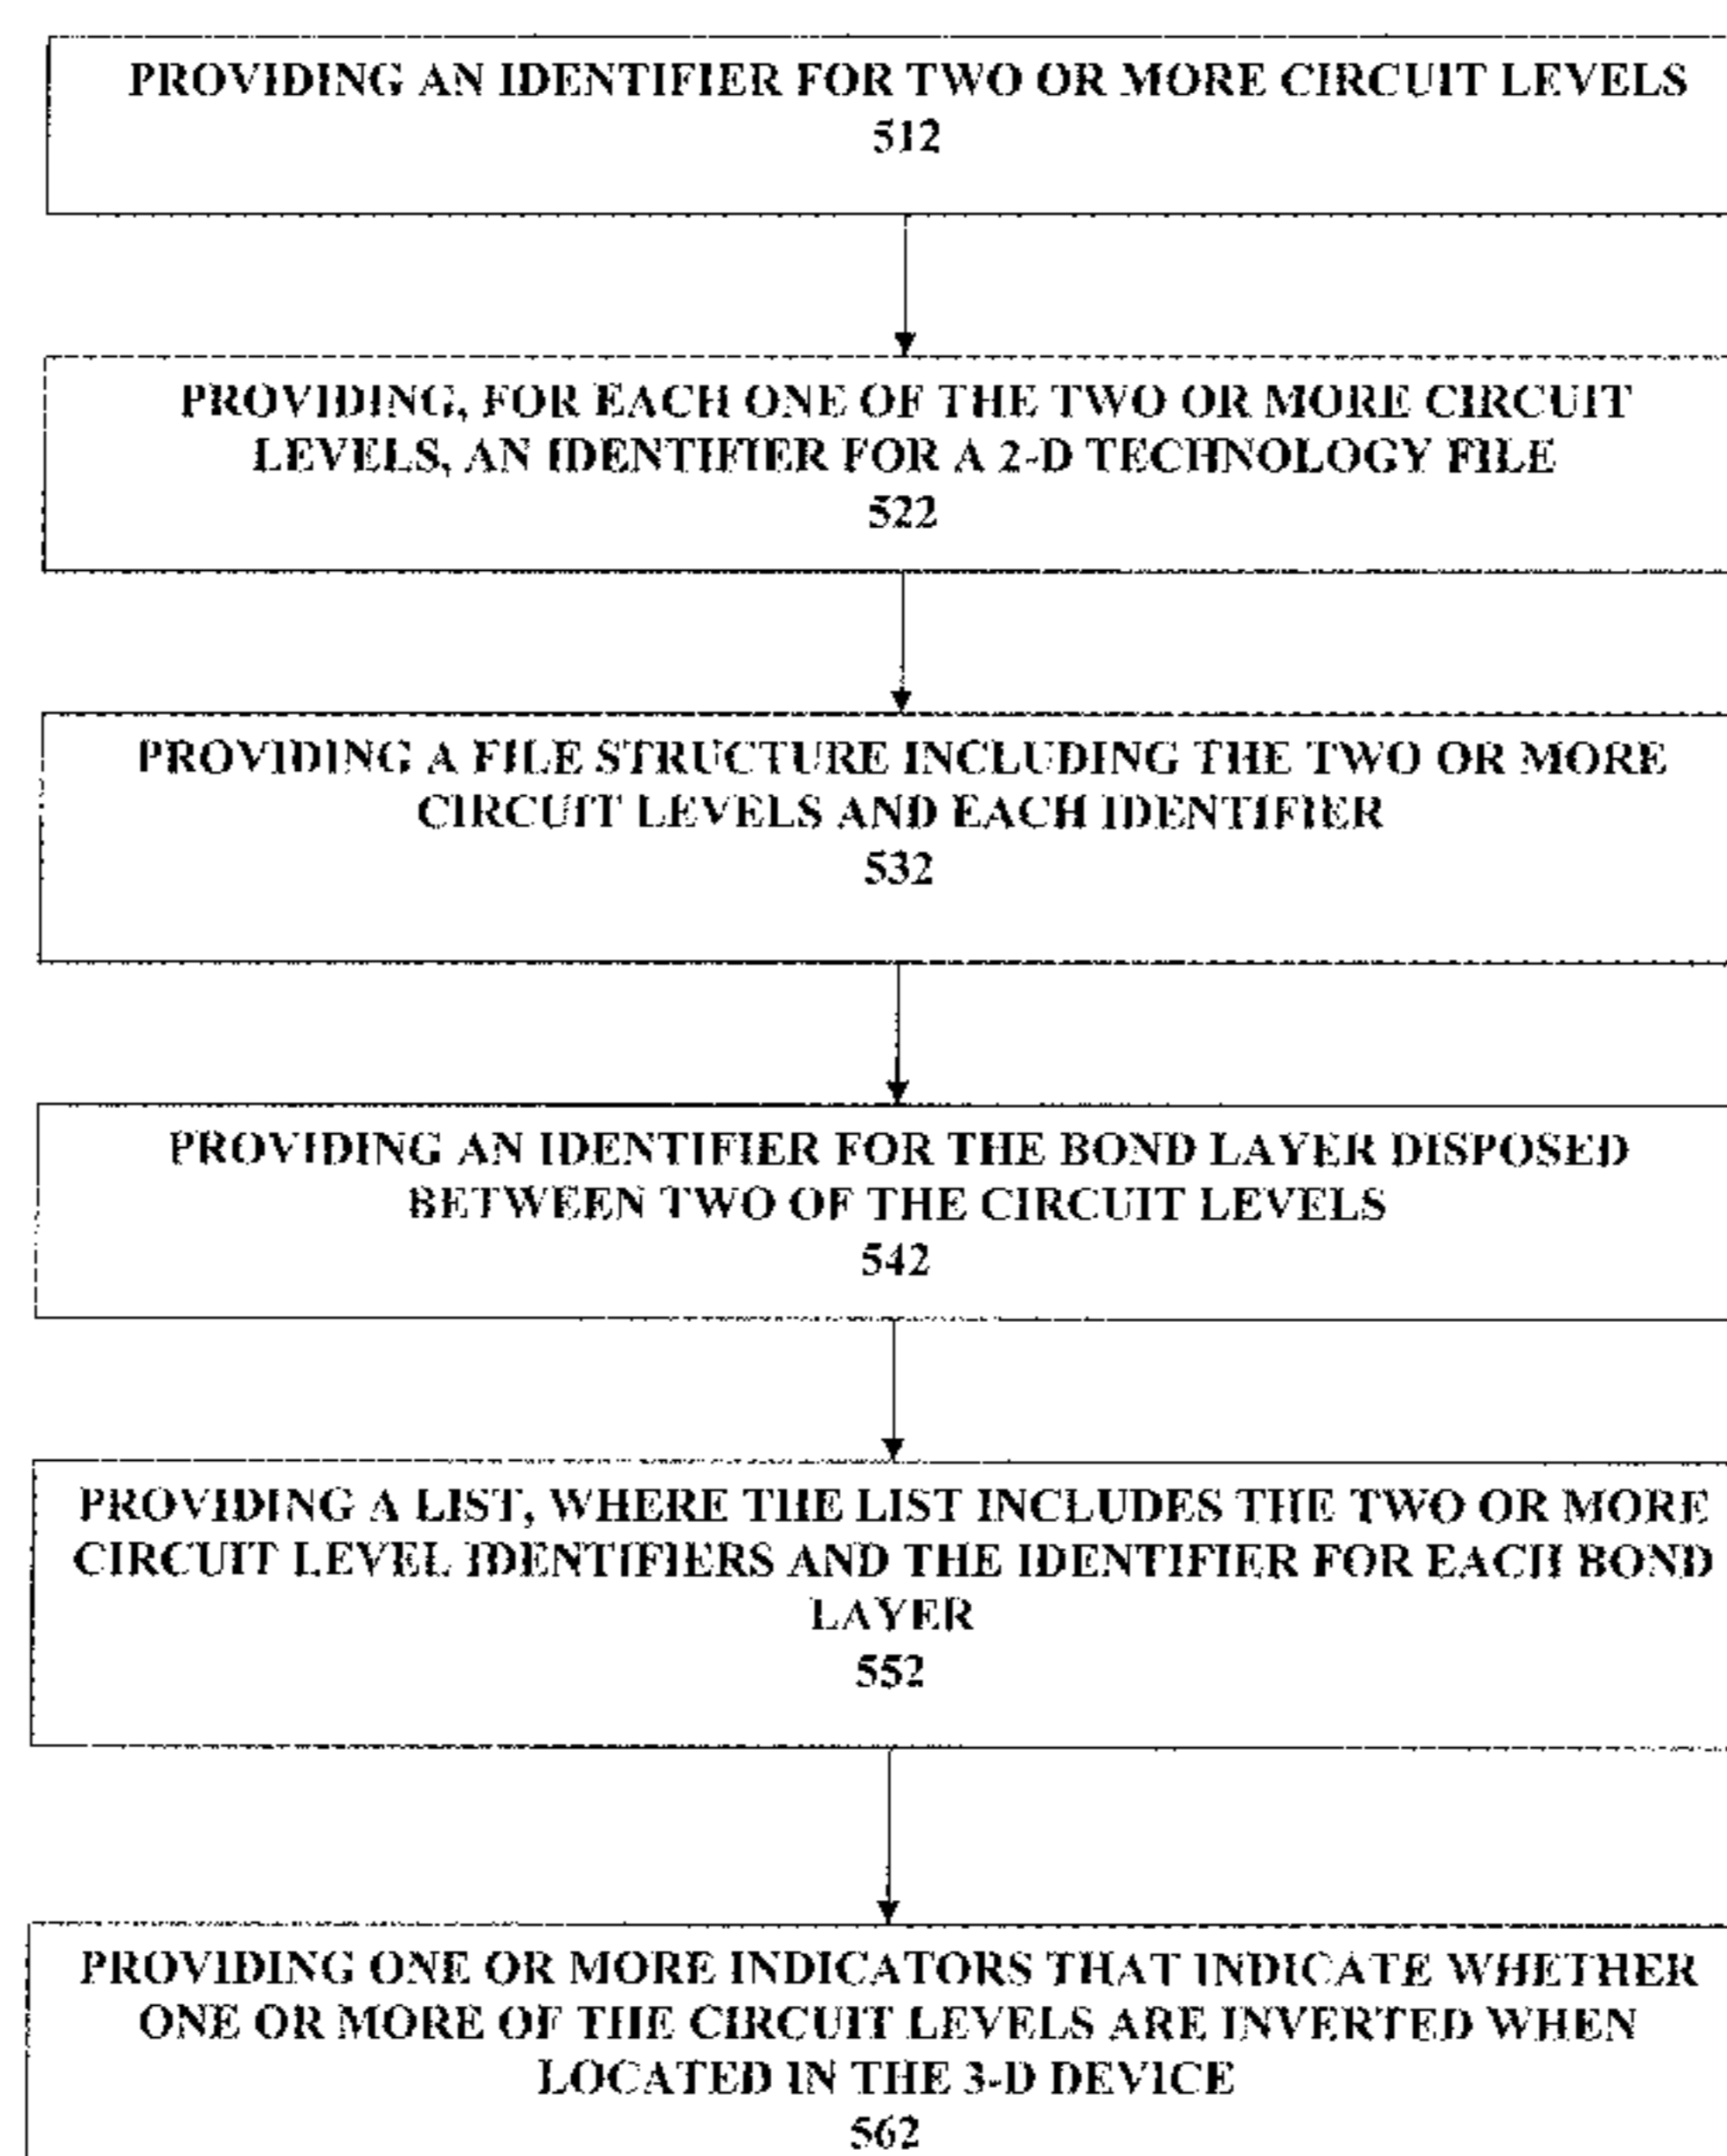 PROVIDING AN IDENTIFIER FOR TWO OR MORE CIRCUIT LEVELS
512
PROVIDING, FOR EACH ONE OF THE TWO OR MORE CIRCUIT
LEVELS, AN IDENTIFIER FOR A 2-D TECHNOLOGY FILE
522
PROVIDING A FILE STRUCTURE INCLUDING THE TWO OR MORE
CIRCUIT LEVELS AND EACH IDENTIFIER
532
PROVIDING AN IDENTIFIER FOR THE BOND LAYER DISPOSED
BETWEEN TWO OF THE CIRCUIT LEVELS
542
PROVIDING A LIST, WHERE THE LIST INCLUDES THE TWO OR MORE
CIRCUIT LEVEL IDENTIFIERS AND THE IDENTIFIER FOR EACH BOND
LAYER
552
PROVIDING ONE OR MORE INDICATORS THAT INDICATE WHETHER
ONE OR MORE OF THE CIRCUIT LEVELS ARE INVERTED WHEN
LOCATED IN THE 3-D DEVICE
562